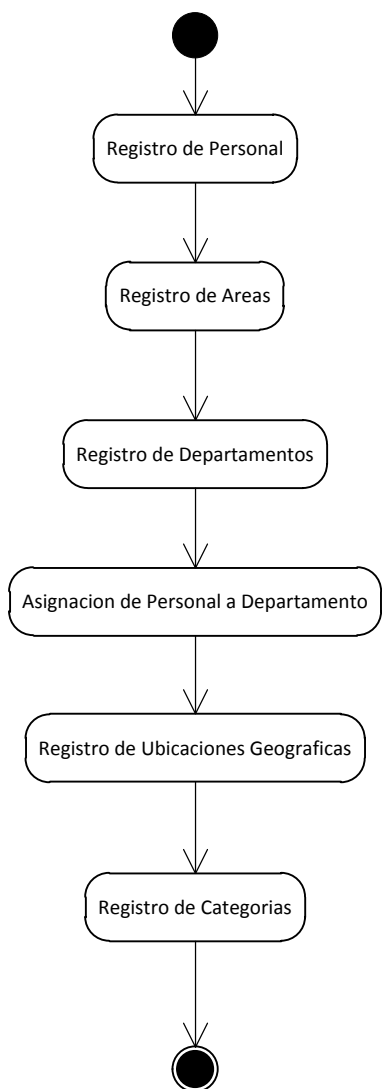 Registro de Personal
Registro de Areas
Registro de Departamentos
Asignacion de Personal a Departamento
Registro de Ubicaciones Geograficas
Registro de Categorias